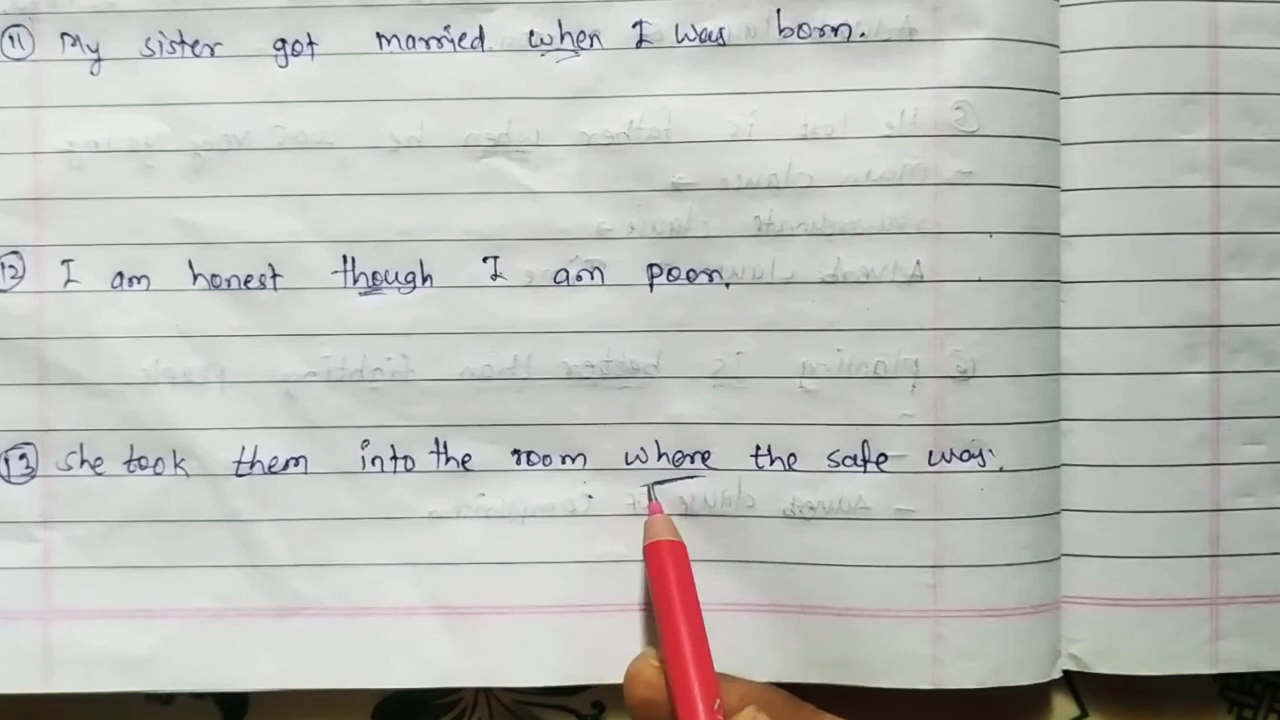 ⑪ My sister got married when I was born.
⑫ I am honest though I am poor.
⑬ She took them into the room where the safe was.